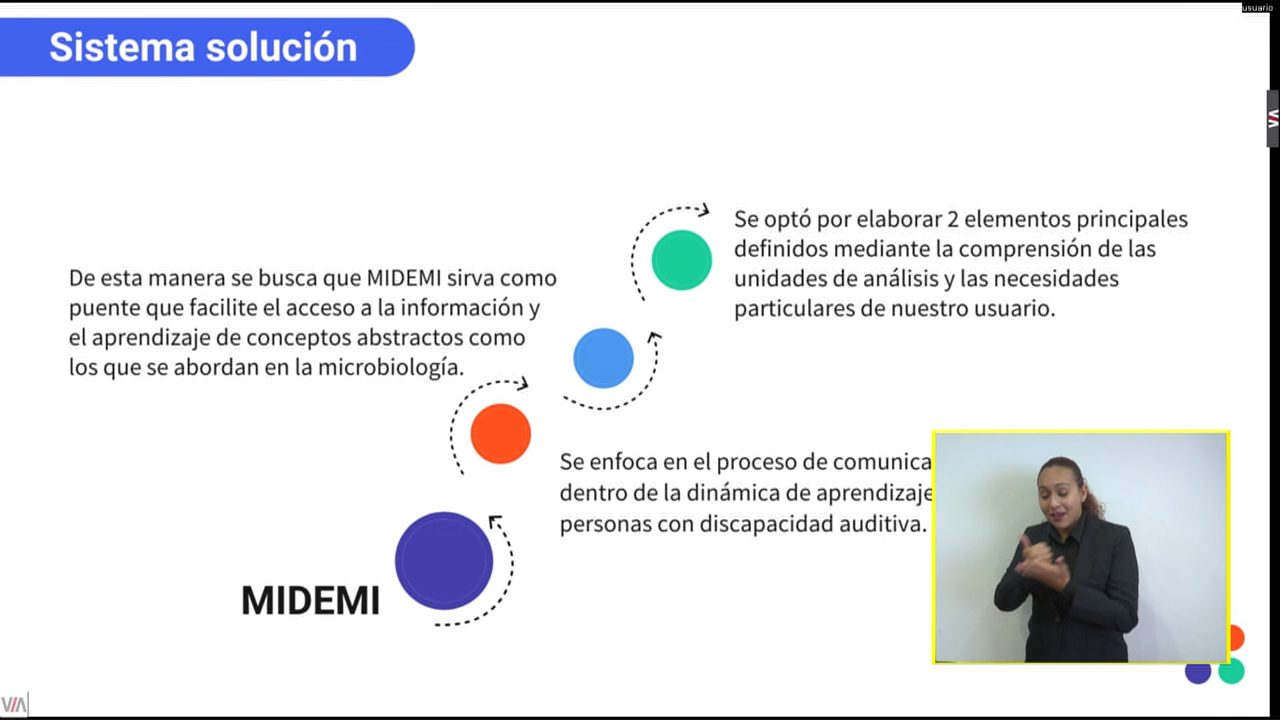 usuario
Sistema solución
Se optó por elaborar 2 elementos principales
definidos mediante la comprensión de las
unidades de análisis y las necesidades
particulares de nuestro usuario.
De esta manera se busca que MIDEMI sirva como
puente que facilite el acceso a la información y
el aprendizaje de conceptos abstractos como
los que se abordan en la microbiología.
Se enfoca en el proceso de comunica
dentro de la dinámica de aprendizaje
personas con discapacidad auditiva.
MIDEMI
VIA